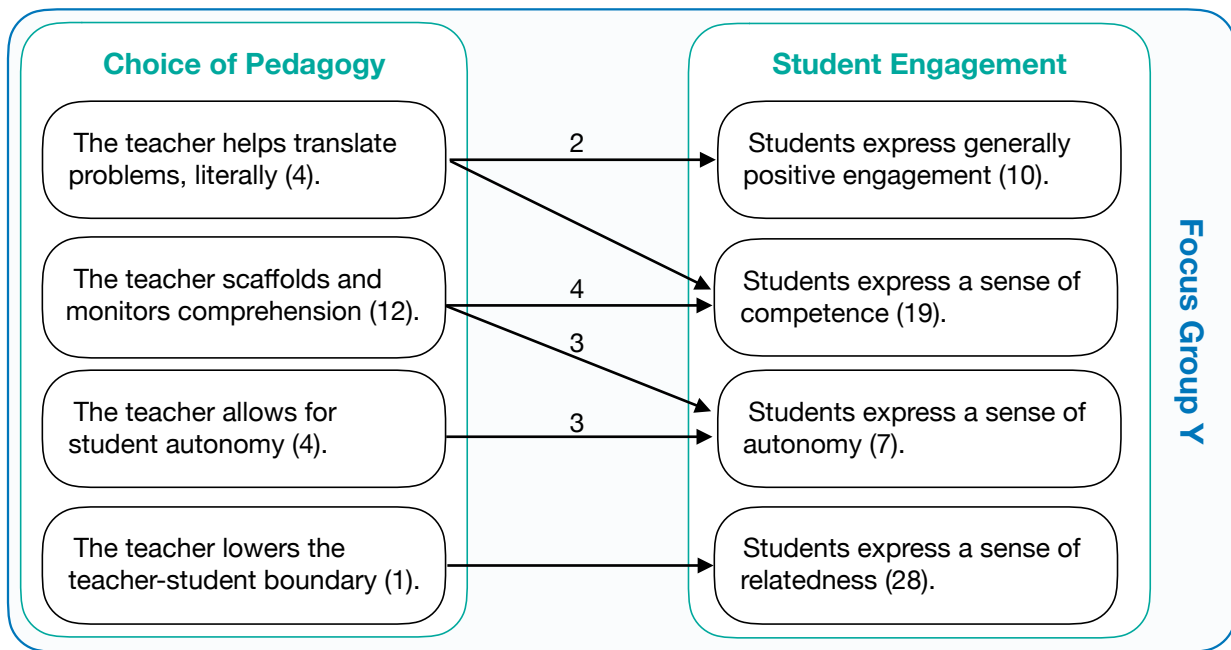 Choice of Pedagogy
The teacher helps translate
problems, literally (4).
The teacher scaffolds and
monitors comprehension (12).
The teacher allows for
student autonomy (4).
The teacher lowers the
teacher-student boundary (1).
2
4
3
3
Student Engagement
Students express generally
positive engagement (10).
Students express a sense of
competence (19).
Students express a sense of
autonomy (7).
Students express a sense of
relatedness (28).
Focus Group Y